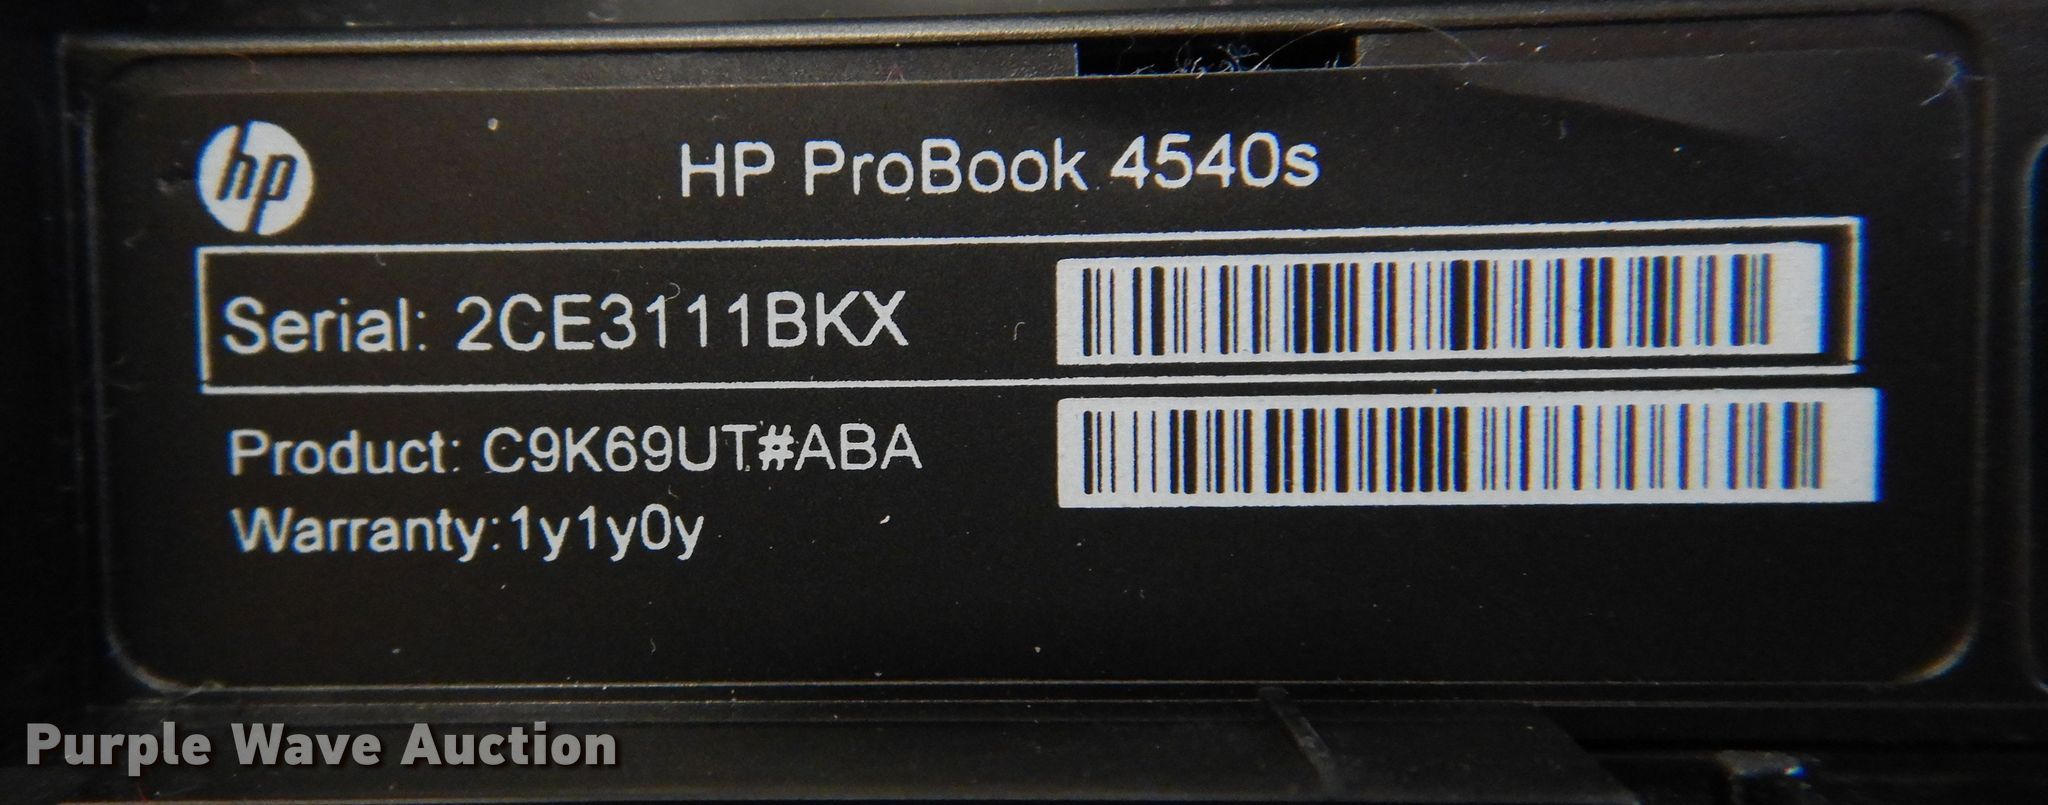 hp
HP ProBook 4540s
Serial: 2CE3111BKX
Product: C9K69UT#ABA
Warranty:1y1y0y
Purple Wave Auction